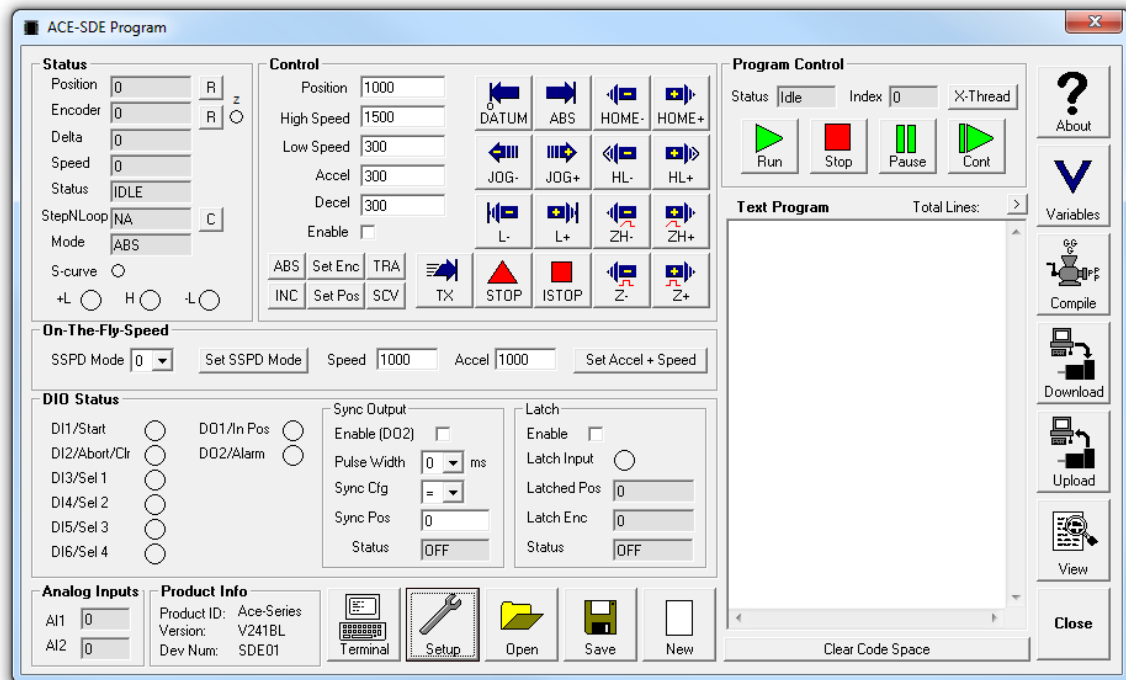 ACE-SDE Program
Status
Position 0 R
Encoder 0 R Z
Delta 0
Speed 0
Status IDLE
StepNLoop NA C
Mode ABS
S-curve
+L H -L
Control
Position 1000
High Speed 1500
Low Speed 300
Accel 300
Decel 300
Enable
ABS Set Enc TRA
INC Set Pos SCV
0
DATUM ABS HOME- HOME+
JOG- JOG+ HL- HL+
L- L+ ZH- ZH+
TX STOP ISTOP Z- Z+
Program Control
Status Idle Index 0 X-Thread
Run Stop Pause Cont
Text Program Total Lines: >
On-The-Fly-Speed
SSPD Mode 0 Set SSPD Mode Speed 1000 Accel 1000 Set Accel + Speed
DIO Status
DI1/Start DO1/In Pos
DI2/Abort/Clr DO2/Alarm
DI3/Sel 1
DI4/Sel 2
DI5/Sel 3
DI6/Sel 4
Sync Output
Enable (DO2)
Pulse Width 0 ms
Sync Cfg =
Sync Pos 0
Status OFF
Latch
Enable
Latch Input
Latched Pos 0
Latch Enc 0
Status OFF
Analog Inputs
AI1 0
AI2 0
Product Info
Product ID: Ace-Series
Version: V241BL
Dev Num: SDE01
Terminal Setup Open Save New
Clear Code Space
?
About
V
Variables
Compile
Download
Upload
View
Close